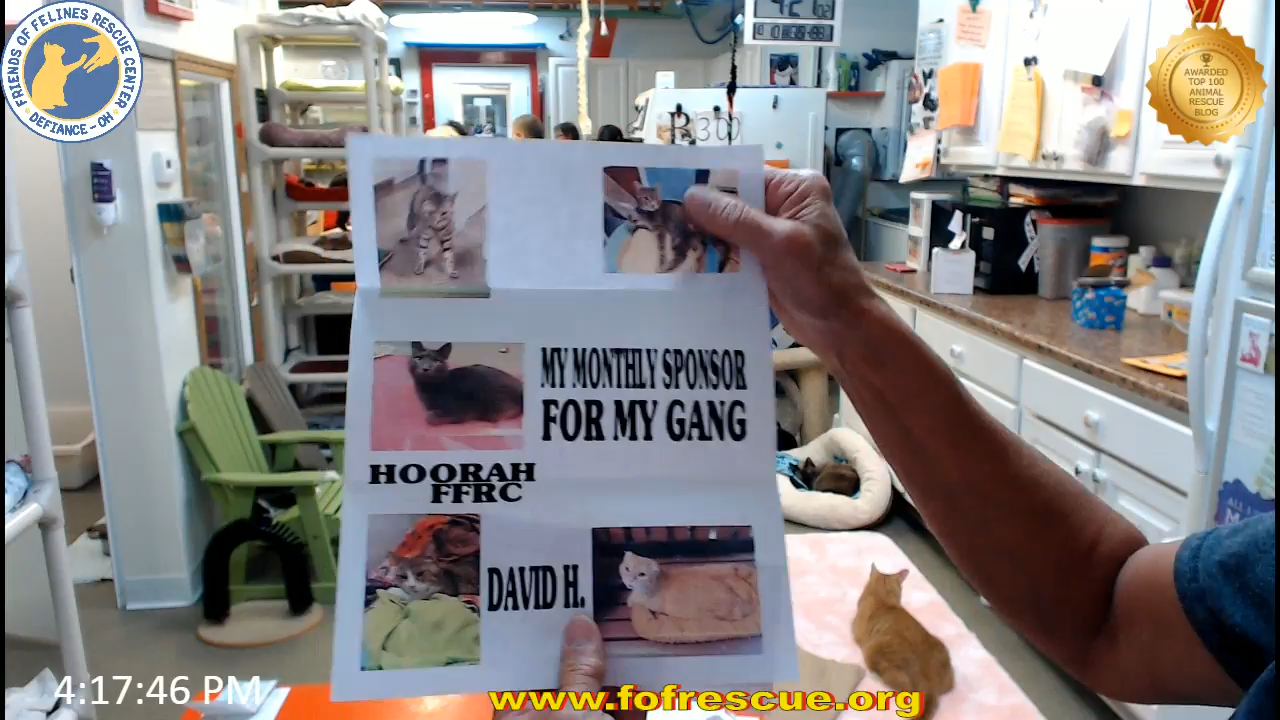 FRIENDS OF FELINES RESCUE CENTER
DEFIANCE - OH
AWARDED
TOP 100
ANIMAL
RESCUE
BLOG
MY MONTHLY SPONSOR
FOR MY GANG
HOORAH
FFRC
DAVID H.
4:17:46 PM
www.fofrescue.org